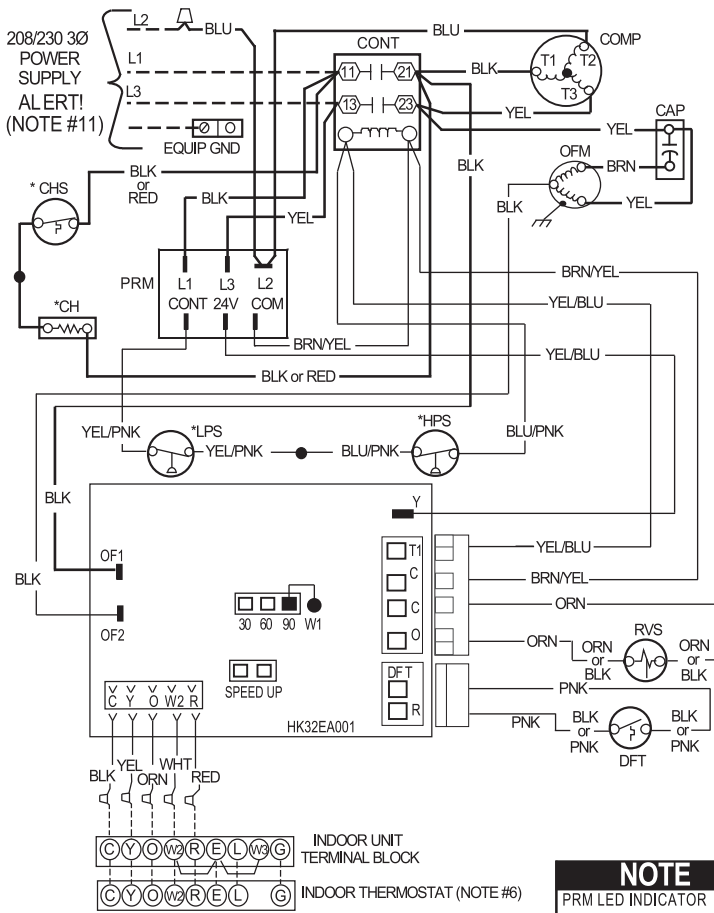 208/230 3Ø
POWER
SUPPLY
ALERT!
(NOTE #11)
L2
BLU
L1
L3
EQUIP GND
CONT
11
21
13
23
BLU
COMP
T1
T2
T3
BLK
YEL
CAP
YEL
OFM
BRN
YEL
BLK
BLK
* CHS
BLK
or
RED
BLK
YEL
PRM
L1
L3
L2
CONT
24V
COM
*CH
BRN/YEL
BLK or RED
BRN/YEL
YEL/BLU
YEL/BLU
YEL/PNK
*LPS
YEL/PNK
BLU/PNK
*HPS
BLU/PNK
BLK
BLK
OF1
OF2
Y
T1
C
C
O
30
60
90
W1
SPEED UP
DFT
R
HK32EA001
YEL/BLU
BRN/YEL
ORN
ORN
ORN
or
BLK
RVS
ORN
or
BLK
PNK
PNK
BLK
or
PNK
DFT
BLK
or
PNK
C Y O W2 R
BLK
YEL
ORN
WHT
RED
C Y O W2 R E L W3 G
INDOOR UNIT
TERMINAL BLOCK
C Y O W2 R E L G
INDOOR THERMOSTAT (NOTE #6)
NOTE
PRM LED INDICATOR